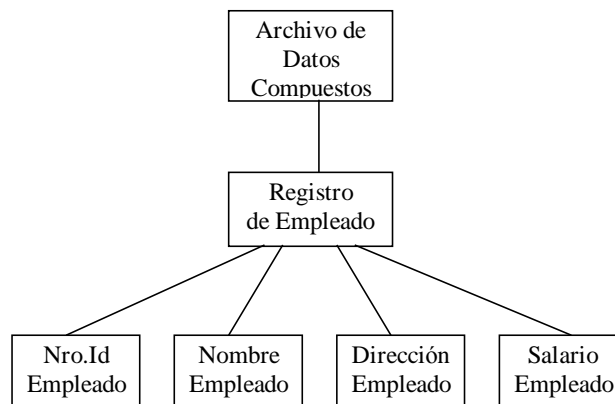 Archivo de
Datos
Compuestos
Registro
de Empleado
Nro.Id
Empleado
Nombre
Empleado
Dirección
Empleado
Salario
Empleado